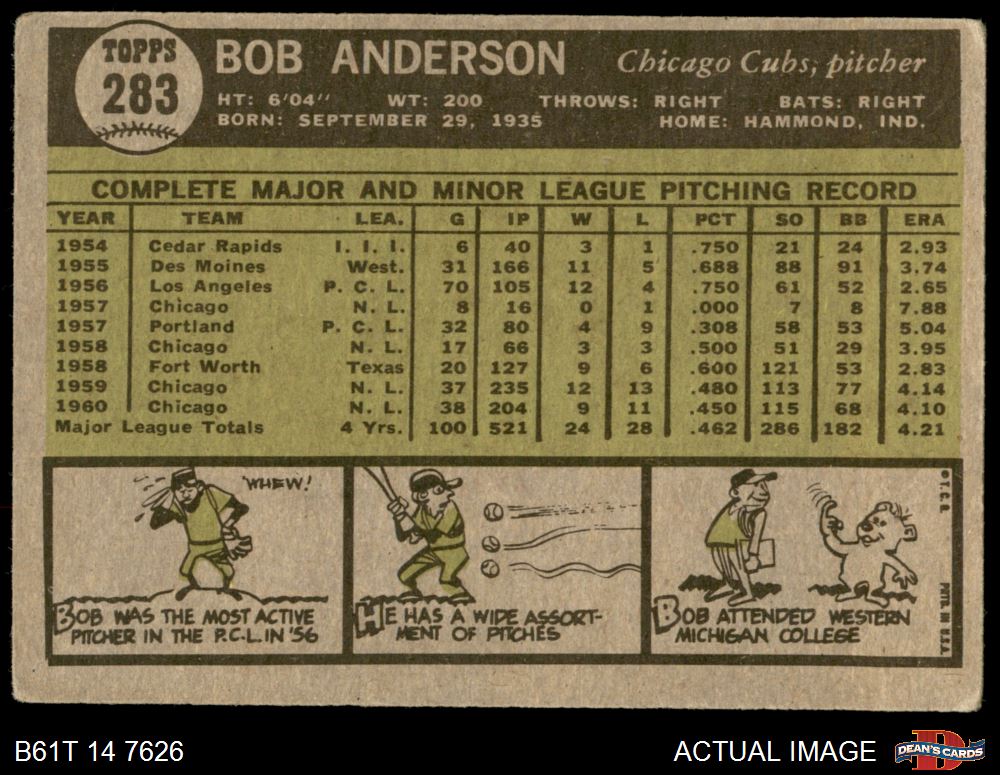 TOPPS
283
BOB ANDERSON
Chicago Cubs, pitcher
HT: 6'04" WT: 200 THROWS: RIGHT BATS: RIGHT
BORN: SEPTEMBER 29, 1935 HOME: HAMMOND, IND.
COMPLETE MAJOR AND MINOR LEAGUE PITCHING RECORD
YEAR TEAM LEA. G IP W L PCT SO BB ERA
1954 Cedar Rapids I. I. I. 6 40 3 1 .750 21 24 2.93
1955 Des Moines West. 31 166 11 5 .688 88 91 3.74
1956 Los Angeles P. C. L. 70 105 12 4 .750 61 52 2.65
1957 Chicago N. L. 8 16 0 1 .000 7 8 7.88
1957 Portland P. C. L. 32 80 4 9 .308 58 53 5.04
1958 Chicago N. L. 17 66 3 3 .500 51 29 3.95
1958 Fort Worth Texas 20 127 9 6 .600 121 53 2.83
1959 Chicago N. L. 37 235 12 13 .480 113 77 4.14
1960 Chicago N. L. 38 204 9 11 .450 115 68 4.10
Major League Totals 4 Yrs. 100 521 24 28 .462 286 182 4.21
"WHEW!
BOB WAS THE MOST ACTIVE
PITCHER IN THE P.C.L. IN '56
HE HAS A WIDE ASSORT-
MENT OF PITCHES
BOB ATTENDED WESTERN
MICHIGAN COLLEGE
© T. C. G.
PRTD. IN U.S.A.
B61T 14 7626
ACTUAL IMAGE
D
DEAN'S CARDS